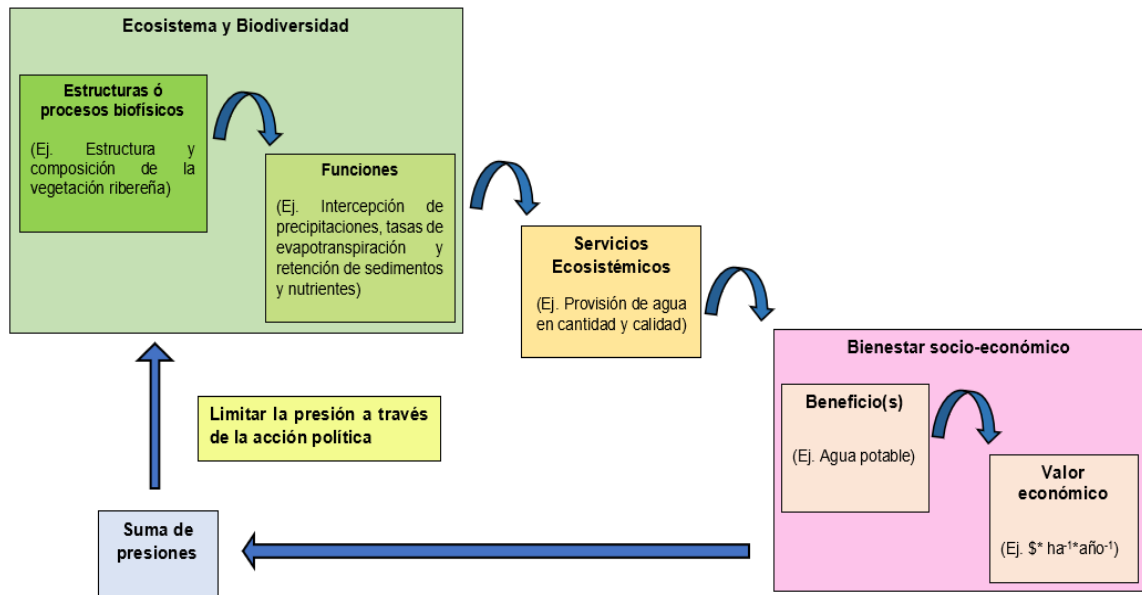 Ecosistema y Biodiversidad
Estructuras ó
procesos biofísicos
(Ej. Estructura y
composición de la
vegetación ribereña)
Funciones
(Ej. Intercepción de
precipitaciones, tasas de
evapotranspiración y
retención de sedimentos
y nutrientes)
Servicios
Ecosistémicos
(Ej. Provisión de agua
en cantidad y calidad)
Bienestar socio-económico
Beneficio(s)
(Ej. Agua potable)
Valor
económico
(Ej. $* ha⁻¹*año⁻¹)
Limitar la presión a través
de la acción política
Suma de
presiones